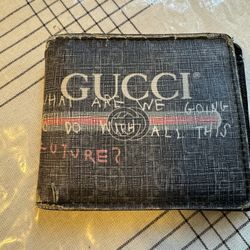 GUCCI®
WHAT ARE WE GOING
TO DO WITH ALL THIS
FUTURE?